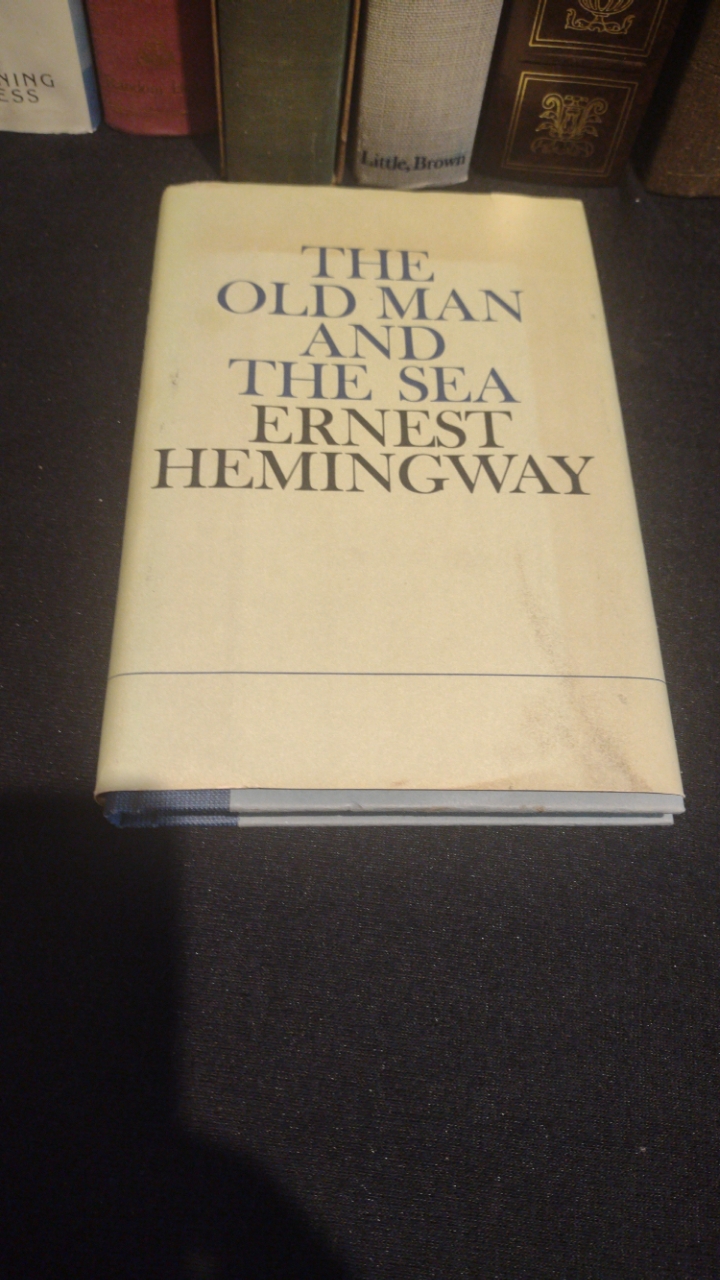 NING
ESS
Little, Brown
THE
OLD MAN
AND
THE SEA
ERNEST
HEMINGWAY